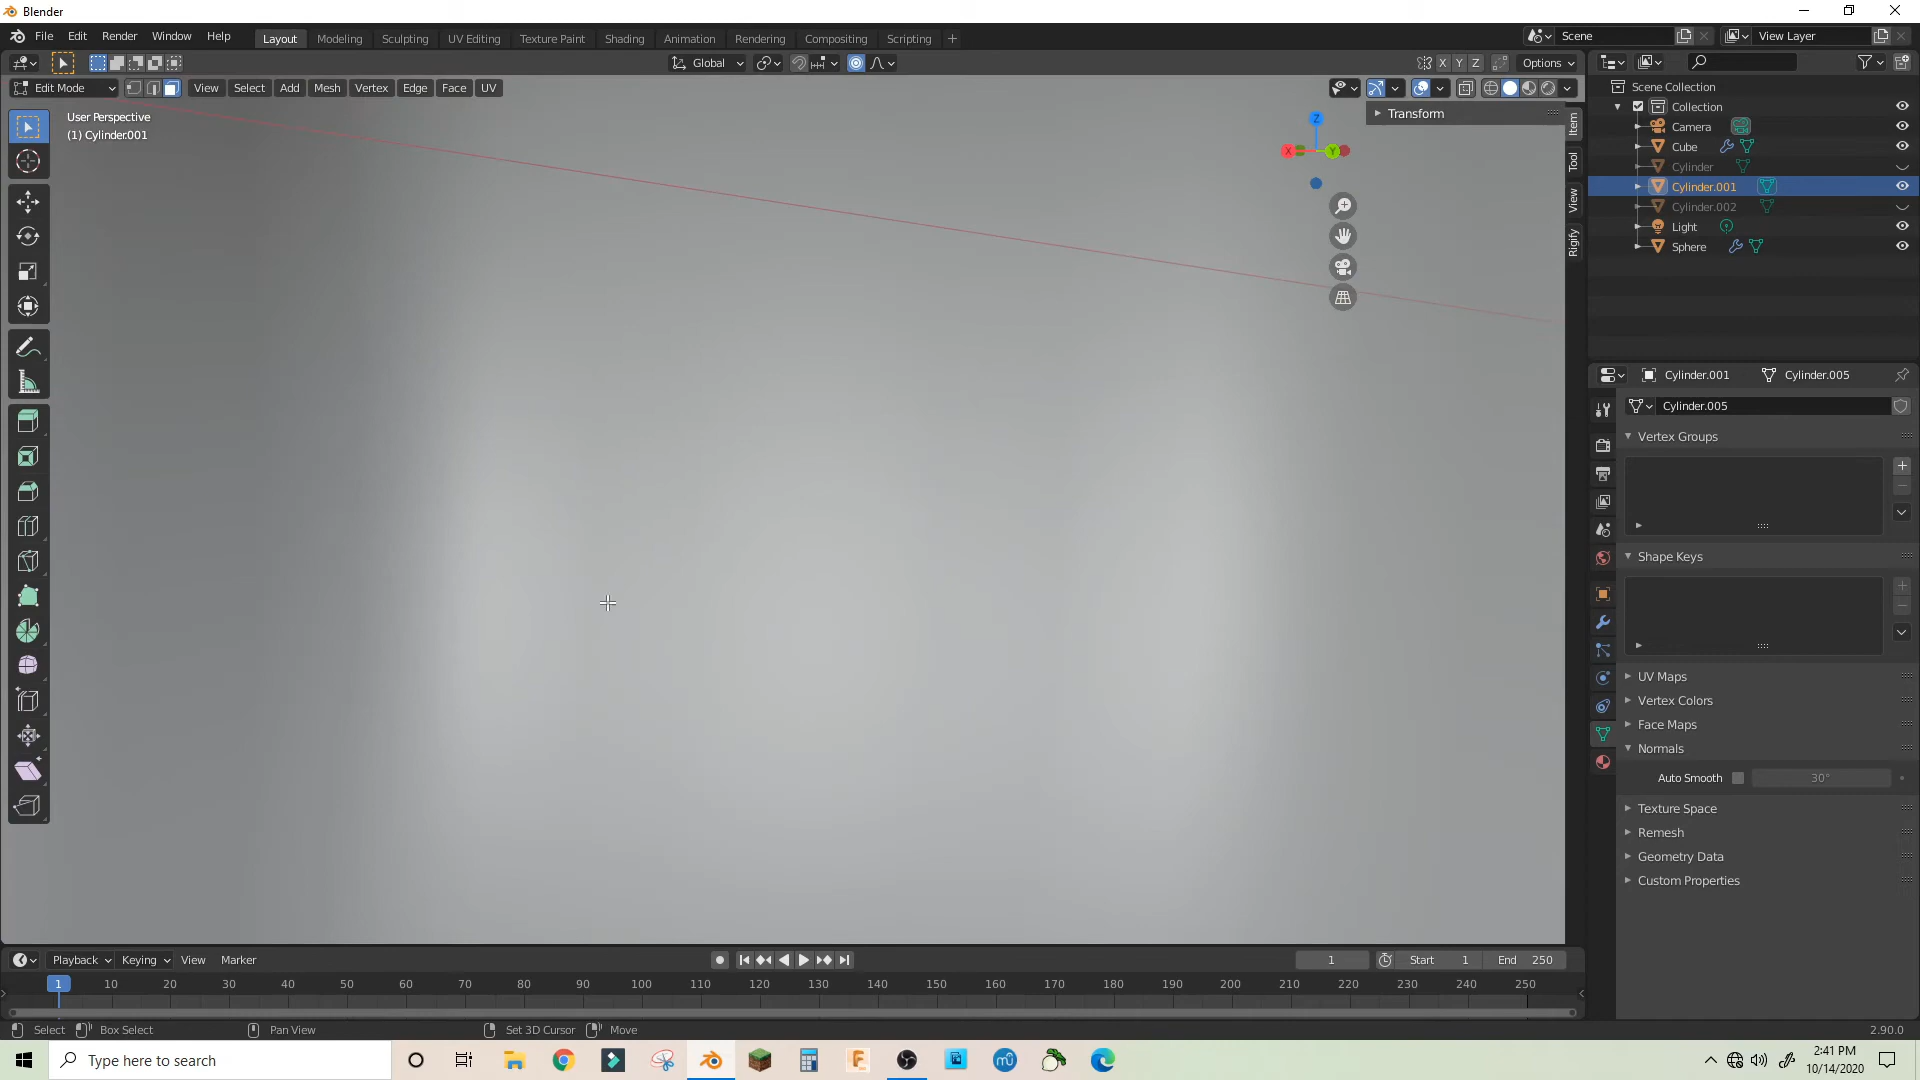 Blender
File Edit Render Window Help Layout Modeling Sculpting UV Editing Texture Paint Shading Animation Rendering Compositing Scripting + Scene View Layer
Global X Y Z Options
Edit Mode View Select Add Mesh Vertex Edge Face UV
User Perspective
(1) Cylinder.001
Transform
Z
X Y
Item
Tool
View
Rigify
Scene Collection
Collection
Camera
Cube
Cylinder
Cylinder.001
Cylinder.002
Light
Sphere
Cylinder.001 Cylinder.005
Cylinder.005
Vertex Groups
Shape Keys
UV Maps
Vertex Colors
Face Maps
Normals
Auto Smooth 30°
Texture Space
Remesh
Geometry Data
Custom Properties
Playback Keying View Marker 1 Start 1 End 250
1 10 20 30 40 50 60 70 80 90 100 110 120 130 140 150 160 170 180 190 200 210 220 230 240 250
Select Box Select Pan View Set 3D Cursor Move 2.90.0
Type here to search
2:41 PM
10/14/2020